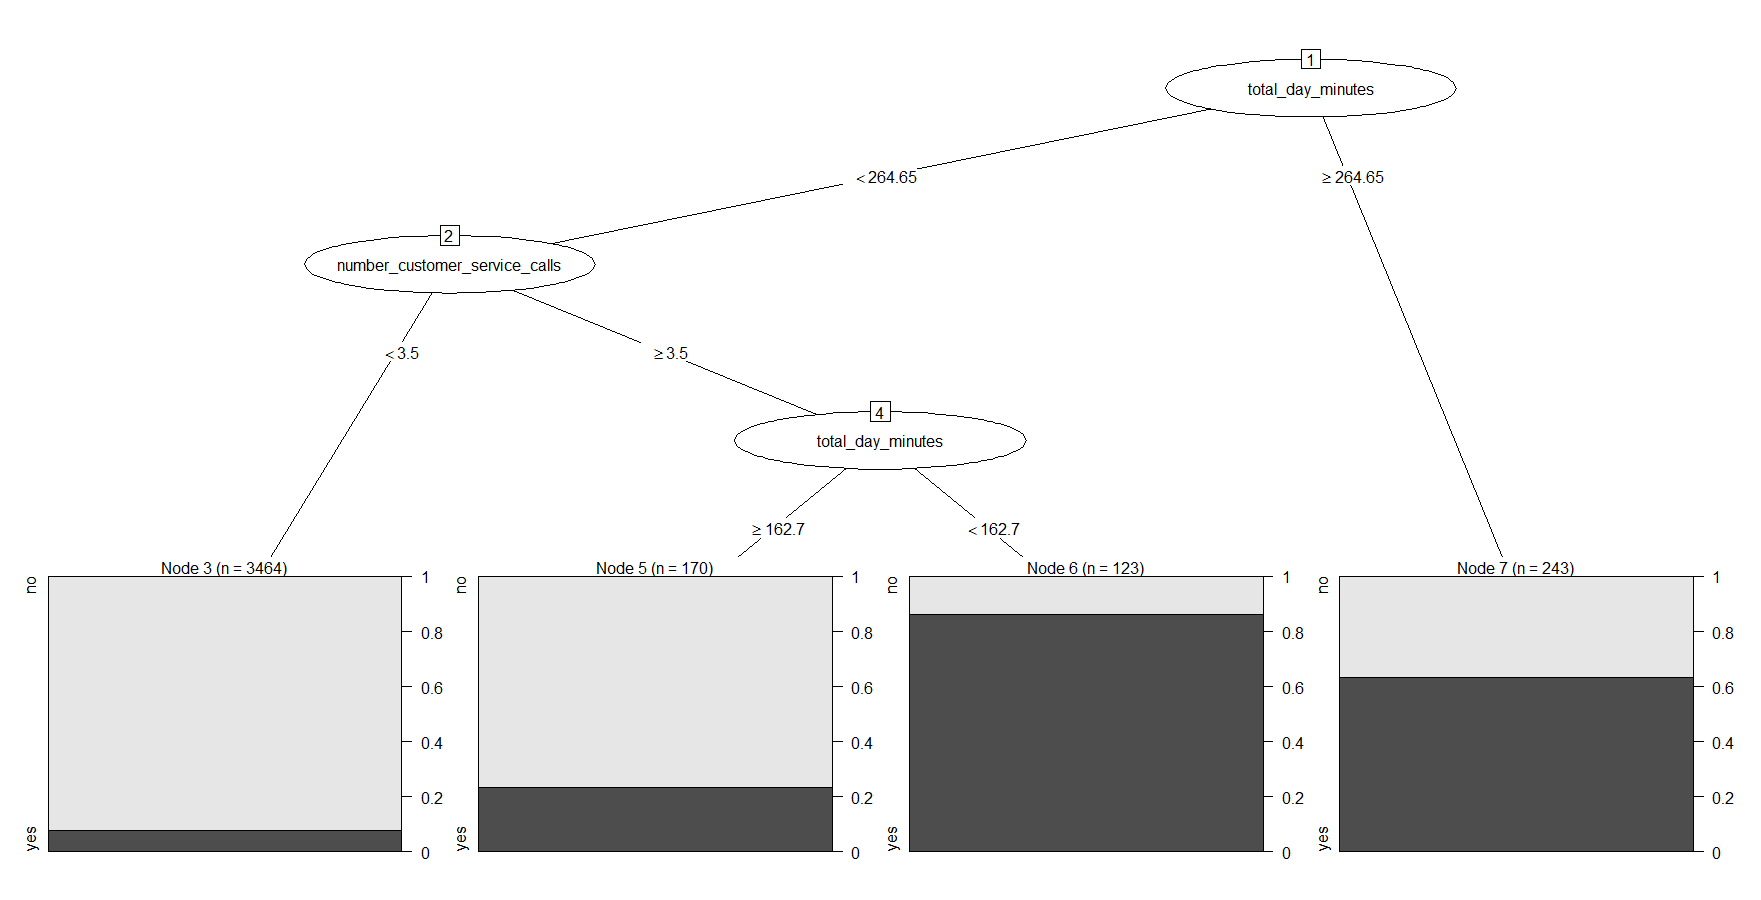 1
total_day_minutes
< 264.65
≥ 264.65
2
number_customer_service_calls
< 3.5
≥ 3.5
4
total_day_minutes
≥ 162.7
< 162.7
Node 3 (n = 3464)
no
yes
1
0.8
0.6
0.4
0.2
0
Node 5 (n = 170)
no
yes
1
0.8
0.6
0.4
0.2
0
Node 6 (n = 123)
no
yes
1
0.8
0.6
0.4
0.2
0
Node 7 (n = 243)
no
yes
1
0.8
0.6
0.4
0.2
0